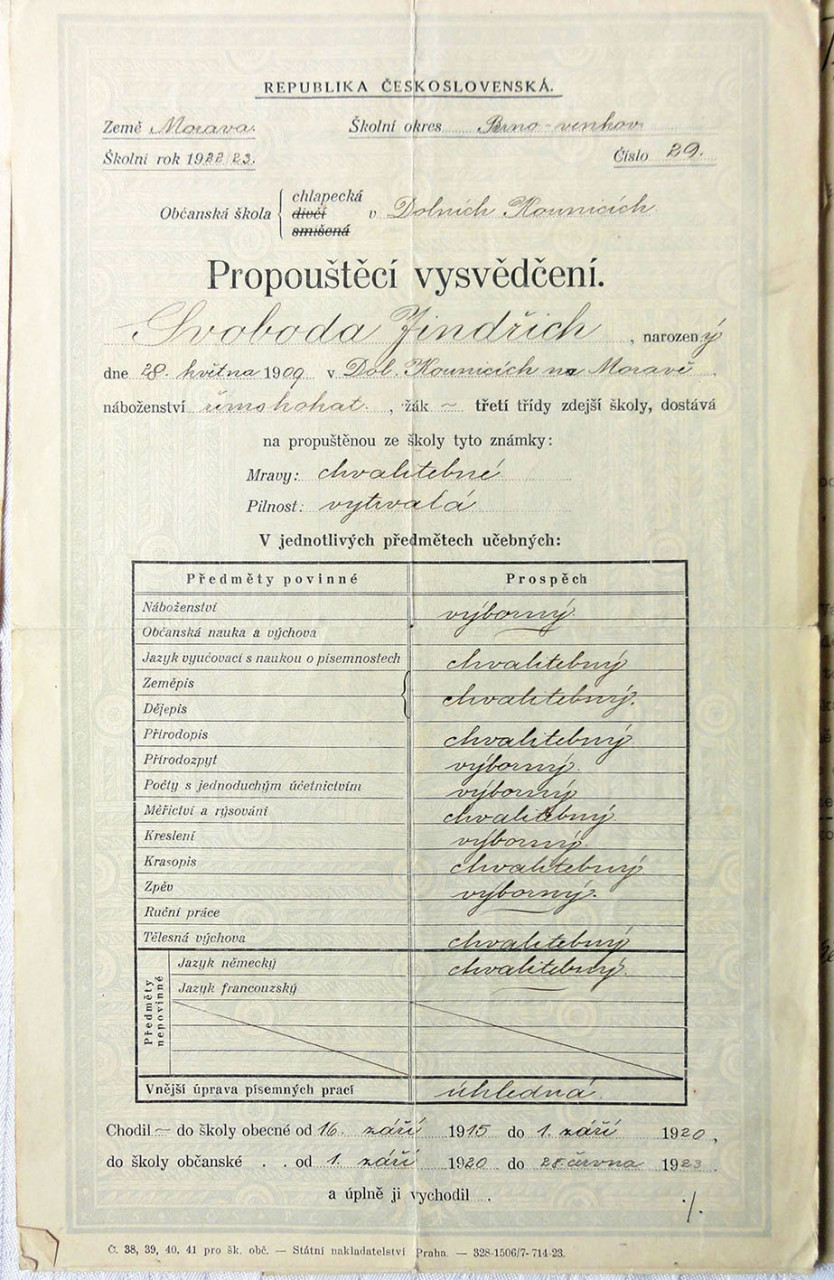 REPUBLIKA ČESKOSLOVENSKÁ.
Země Morava. Školní okres Brno-venkov
Školní rok 1922 23. Číslo 29.
Občanská škola chlapecká divčí smíšená v Dolních Kounicích
Propouštěcí vysvědčení.
Svoboda Jindřich, narozený
dne 28. května 1909 v Dol. Kounicích na Moravě.
náboženství, žák ~ třetí třídy zdejší školy, dostává
na propuštěnou ze školy tyto známky:
Mravy: chvalitebné
Pilnost: vytrvalá
V jednotlivých předmětech učebných:
Předměty povinné Prospěch
Náboženství výborný
Občanská nauka a výchova
Jazyk vyučovací s naukou o písemnostech chvalitebný
Zeměpis
Dějepis chvalitebný.
Přírodopis chvalitebný
Přírodozpyt výborný.
Počty s jednoduchým účetnictvím výborný
Měřictví a rýsování chvalitebný.
Kreslení výborný.
Krasopis chvalitebný
Zpěv výborný.
Ruční práce
Tělesná výchova chvalitebný
Předměty nepovinné
Jazyk německý chvalitebný.
Jazyk francouzský
Vnější úprava písemných prací úhledná
Chodil — do školy obecné od 16. září 1915 do 1. září 1920,
do školy občanské . . od 1. září 1920 do 28. června 1923
a úplně ji vychodil .
./.
Č. 38, 39, 40, 41 pro šk. obč. — Státní nakladatelství Praha. — 328-1506/7-714-23.